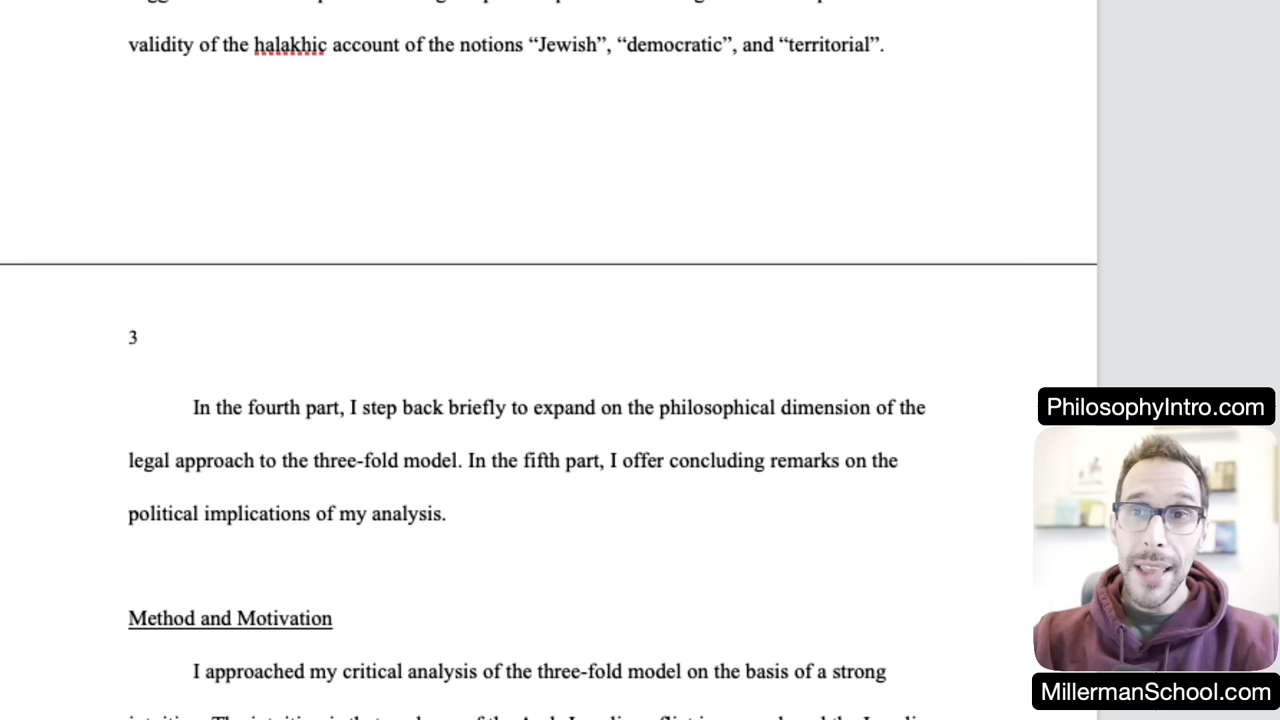 validity of the halakhic account of the notions “Jewish”, “democratic”, and “territorial”.
3
In the fourth part, I step back briefly to expand on the philosophical dimension of the
legal approach to the three-fold model. In the fifth part, I offer concluding remarks on the
political implications of my analysis.
Method and Motivation
I approached my critical analysis of the three-fold model on the basis of a strong
PhilosophyIntro.com
MillermanSchool.com